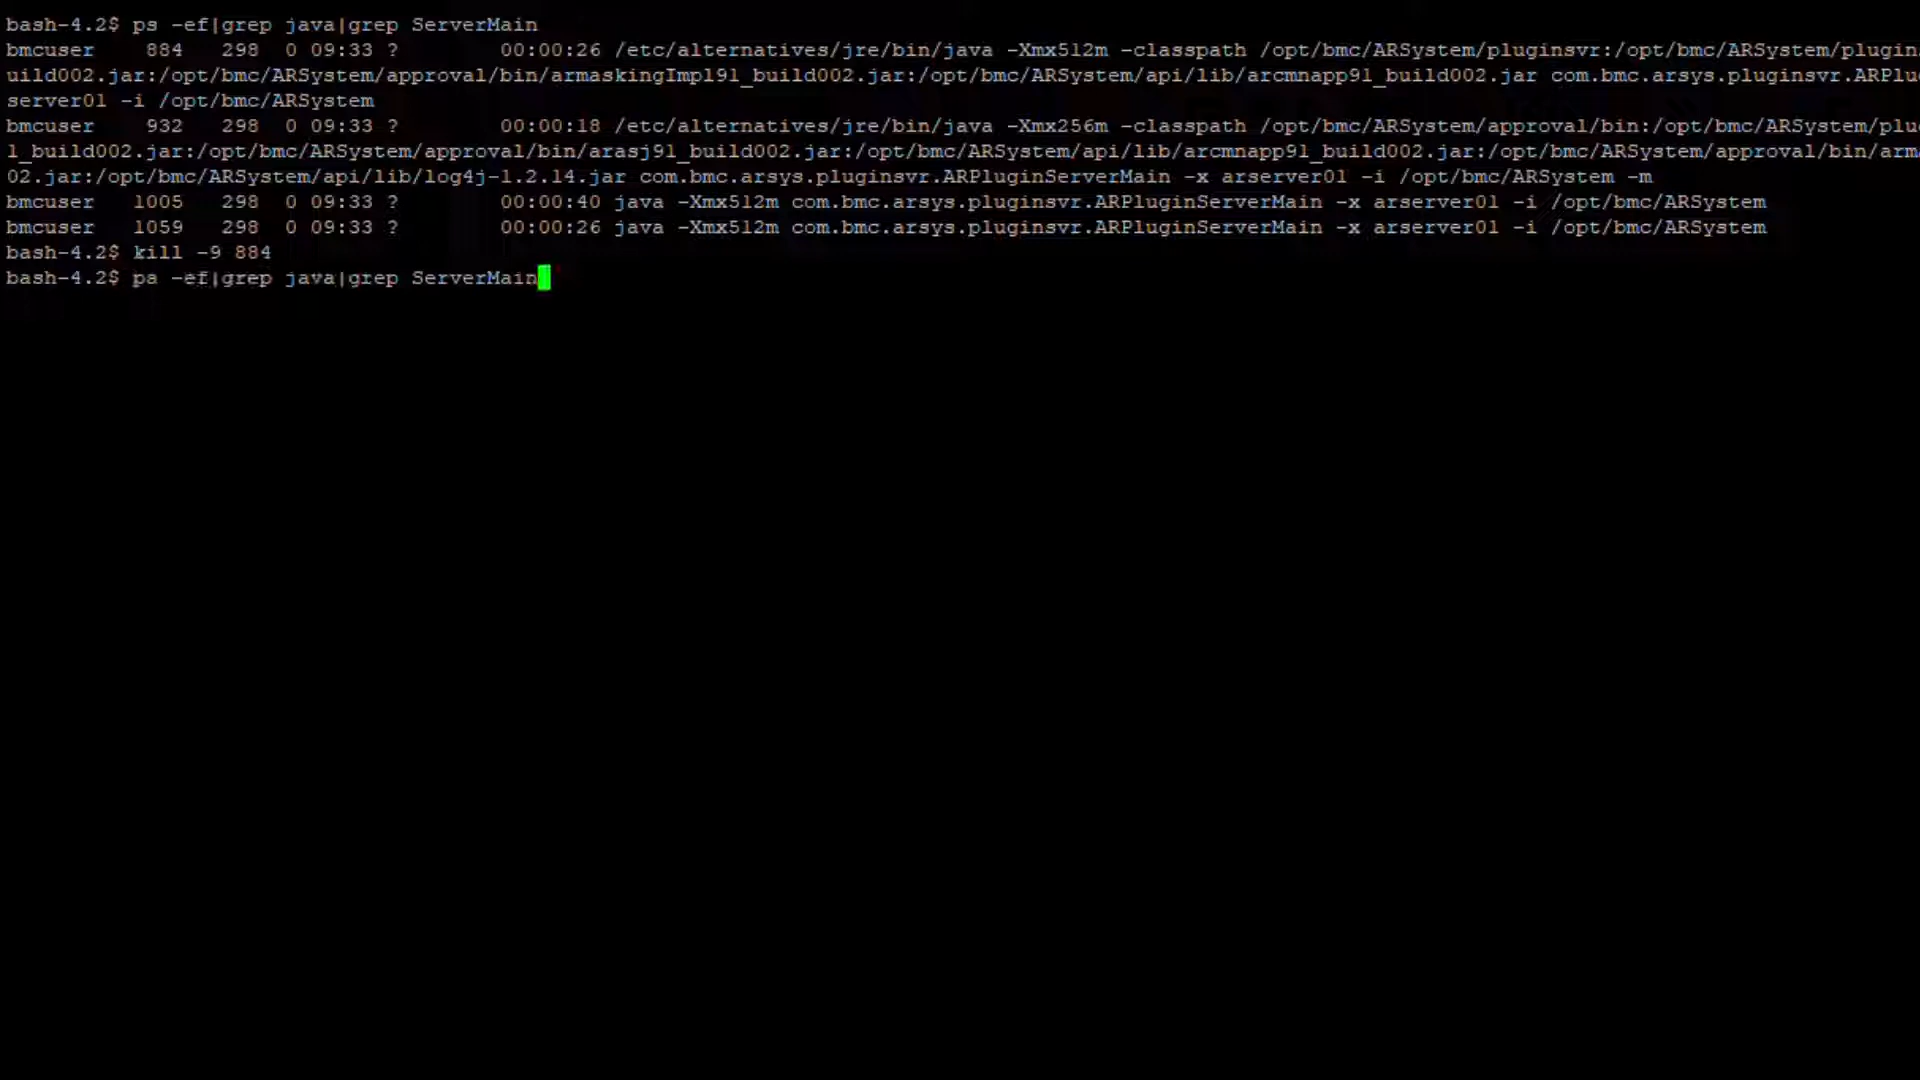 bash-4.2$ ps -ef|grep java|grep ServerMain
bmcuser 884 298 0 09:33 ? 00:00:26 /etc/alternatives/jre/bin/java -Xmx512m -classpath /opt/bmc/ARSystem/pluginsvr:/opt/bmc/ARSystem/plugins
uild002.jar:/opt/bmc/ARSystem/approval/bin/armaskingImpl91_build002.jar:/opt/bmc/ARSystem/api/lib/arcmnapp91_build002.jar com.bmc.arsys.pluginsvr.ARPlu
server01 -i /opt/bmc/ARSystem
bmcuser 932 298 0 09:33 ? 00:00:18 /etc/alternatives/jre/bin/java -Xmx256m -classpath /opt/bmc/ARSystem/approval/bin:/opt/bmc/ARSystem/plu
1_build002.jar:/opt/bmc/ARSystem/approval/bin/arasj91_build002.jar:/opt/bmc/ARSystem/api/lib/arcmnapp91_build002.jar:/opt/bmc/ARSystem/approval/bin/arm
02.jar:/opt/bmc/ARSystem/api/lib/log4j-1.2.14.jar com.bmc.arsys.pluginsvr.ARPluginServerMain -x arserver01 -i /opt/bmc/ARSystem -m
bmcuser 1005 298 0 09:33 ? 00:00:40 java -Xmx512m com.bmc.arsys.pluginsvr.ARPluginServerMain -x arserver01 -i /opt/bmc/ARSystem
bmcuser 1059 298 0 09:33 ? 00:00:26 java -Xmx512m com.bmc.arsys.pluginsvr.ARPluginServerMain -x arserver01 -i /opt/bmc/ARSystem
bash-4.2$ kill -9 884
bash-4.2$ ps -ef|grep java|grep ServerMain